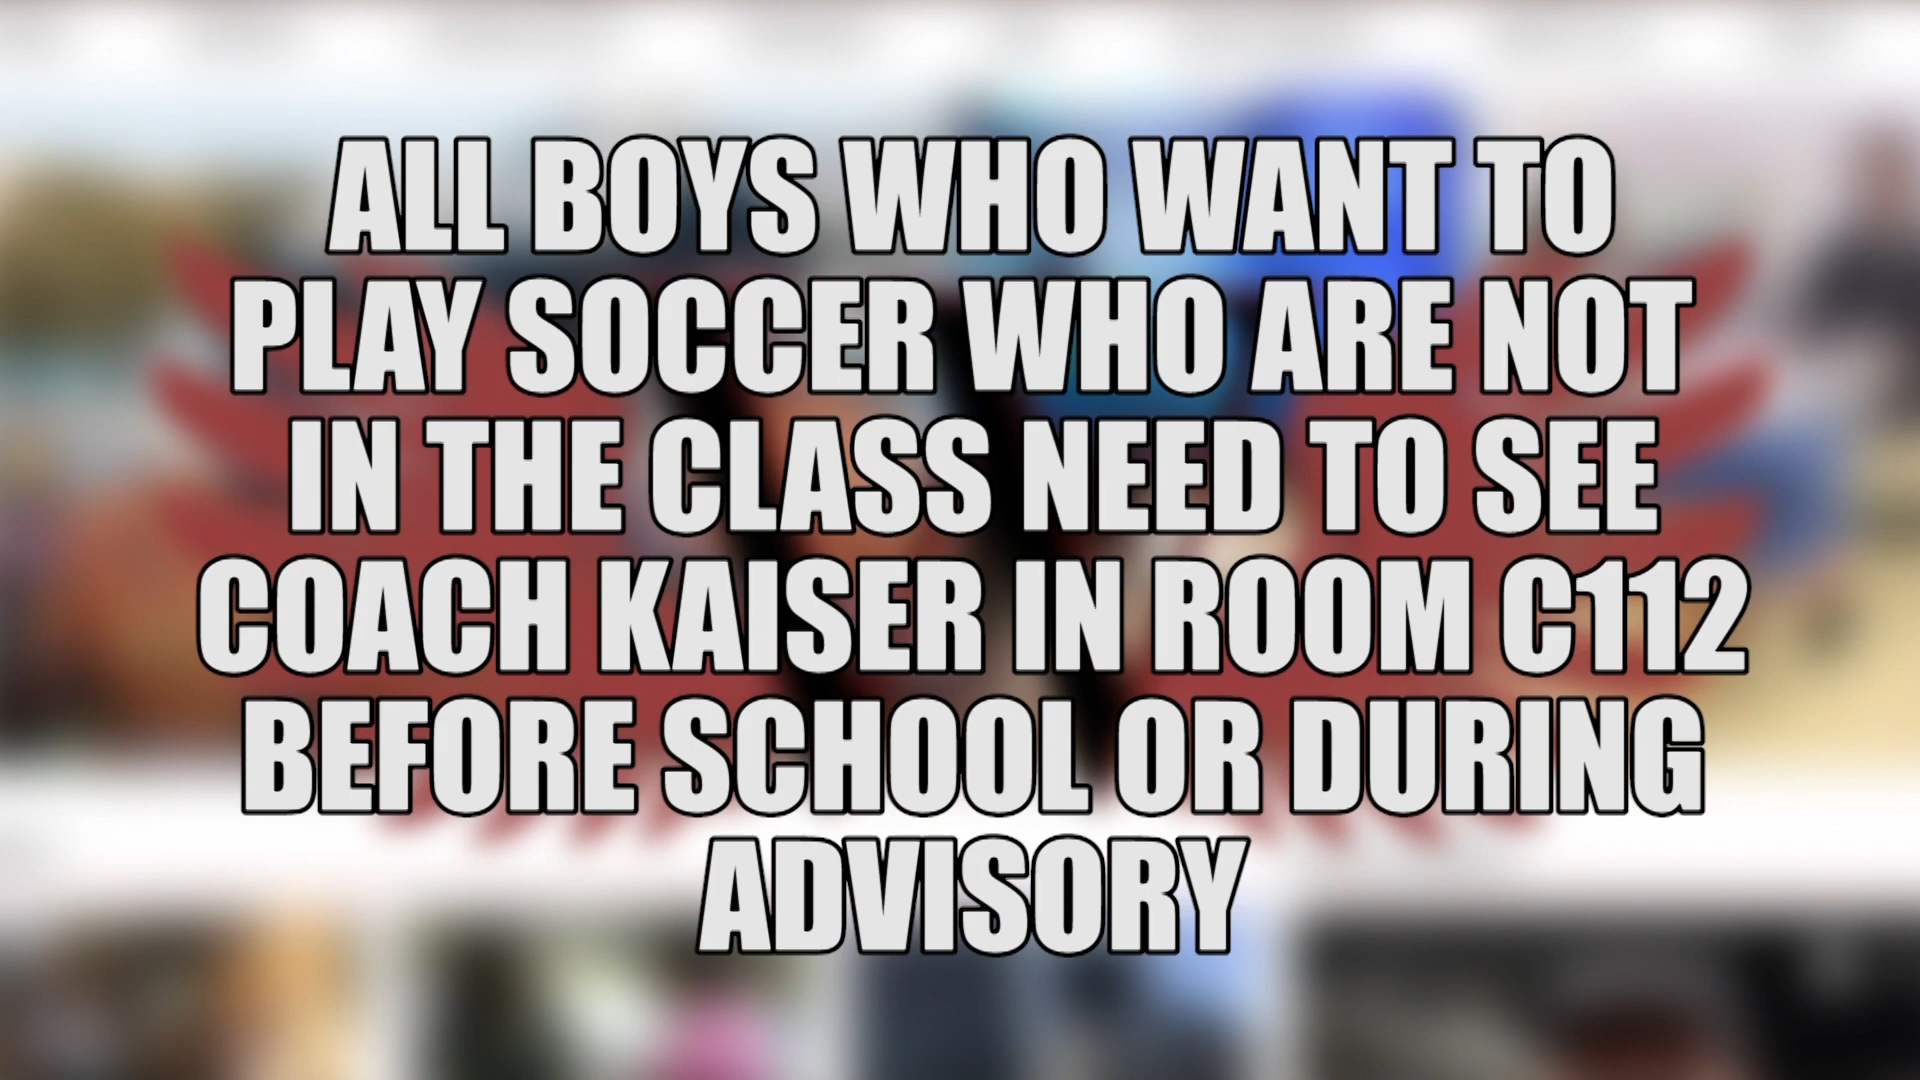 ALL BOYS WHO WANT TO
PLAY SOCCER WHO ARE NOT
IN THE CLASS NEED TO SEE
COACH KAISER IN ROOM C112
BEFORE SCHOOL OR DURING
ADVISORY